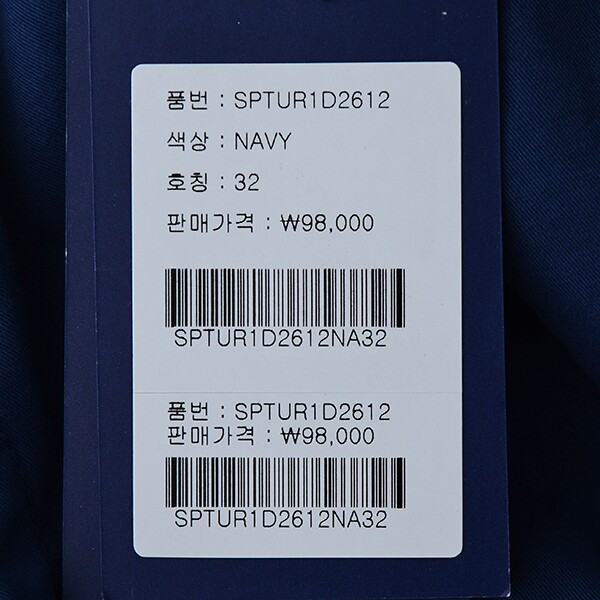 품번 : SPTUR1D2612
색상 : NAVY
호칭 : 32
판매가격 : ₩98,000
SPTUR1D2612NA32
품번 : SPTUR1D2612
판매가격 : ₩98,000
SPTUR1D2612NA32